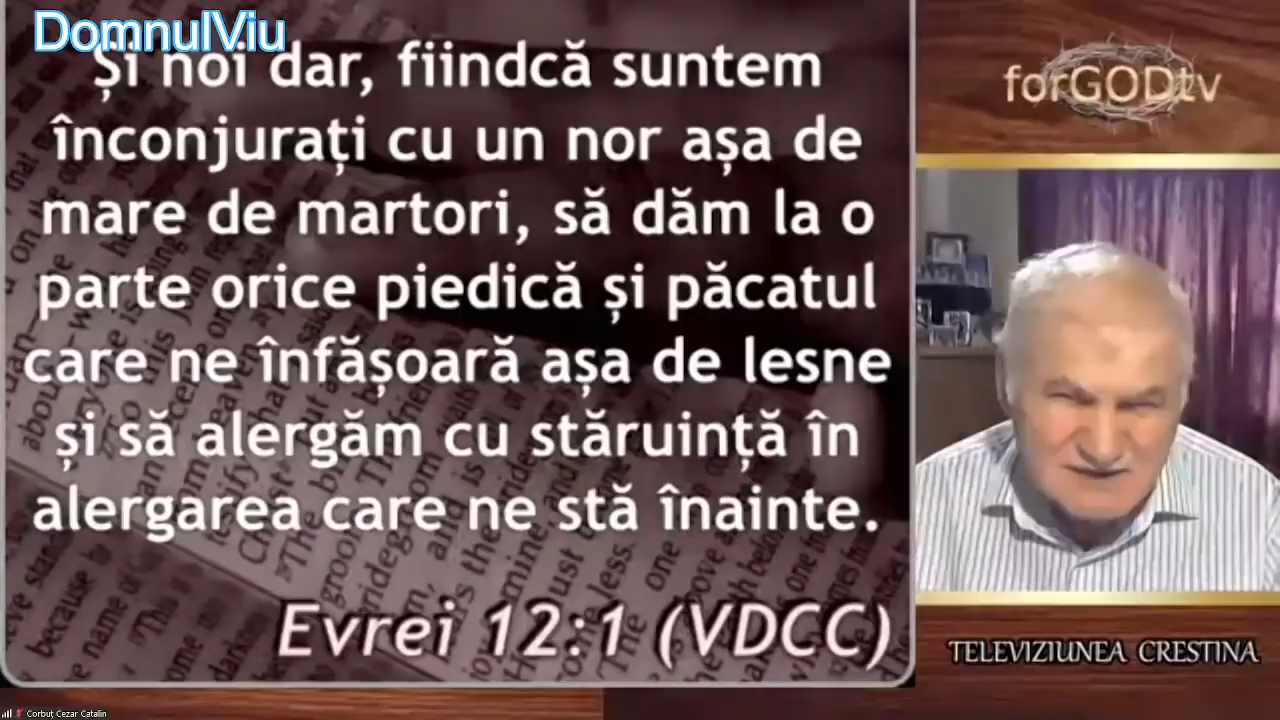 DomnulViu
Și noi dar, fiindcă suntem
înconjurați cu un nor așa de
mare de martori, să dăm la o
parte orice piedică și păcatul
care ne înfășoară așa de lesne
și să alergăm cu stăruință în
alergarea care ne stă înainte.
Evrei 12:1 (VDCC)
forGODtv
TELEVIZIUNEA CRESTINA
Corbuț Cezar Catalin